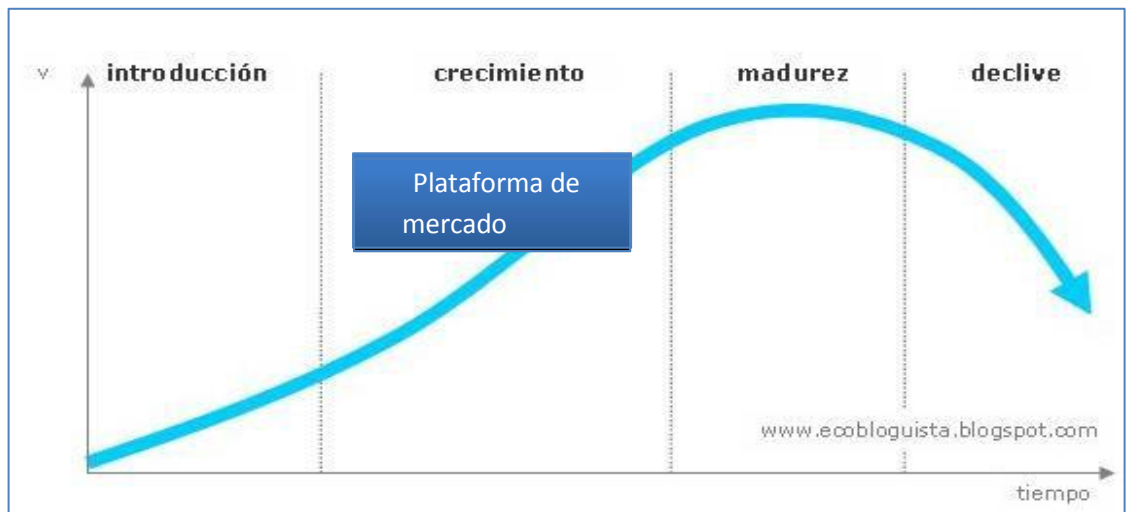 v
introducción
crecimiento
madurez
declive
Plataforma de
mercado
www.ecobloguista.blogspot.com
tiempo